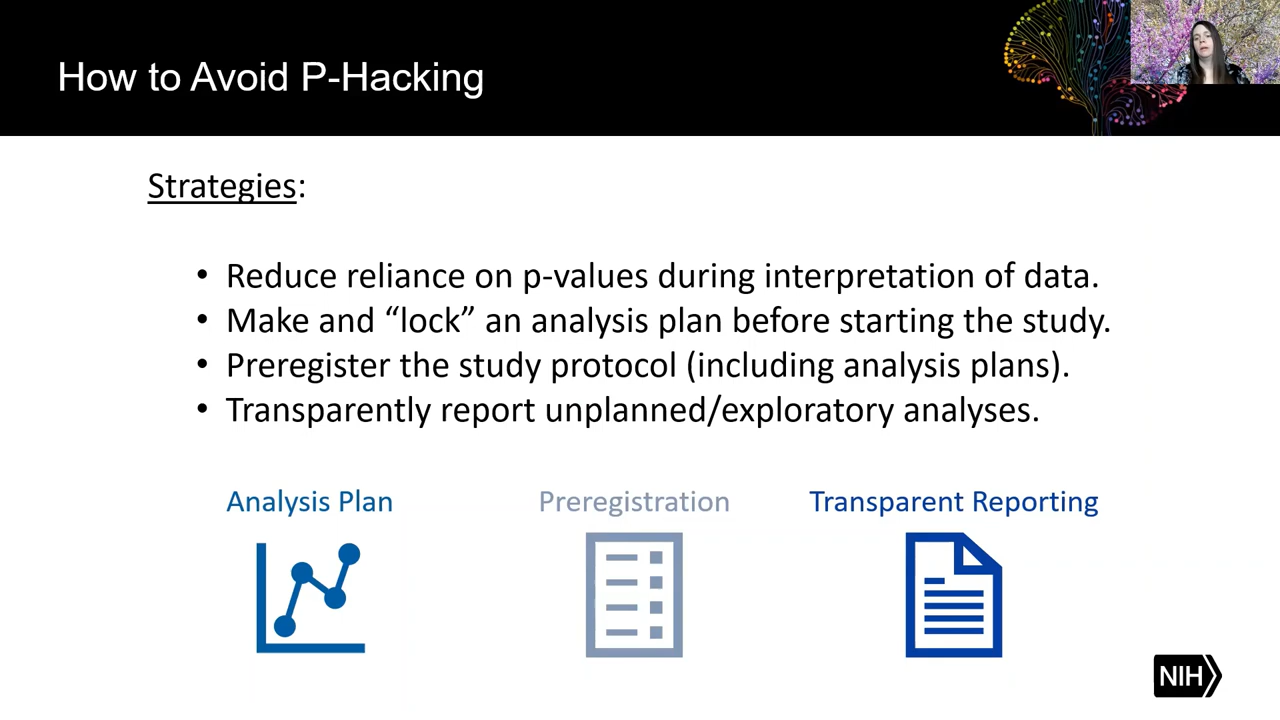 How to Avoid P-Hacking
Strategies:
• Reduce reliance on p-values during interpretation of data.
• Make and “lock” an analysis plan before starting the study.
• Preregister the study protocol (including analysis plans).
• Transparently report unplanned/exploratory analyses.
Analysis Plan
Preregistration
Transparent Reporting
NIH